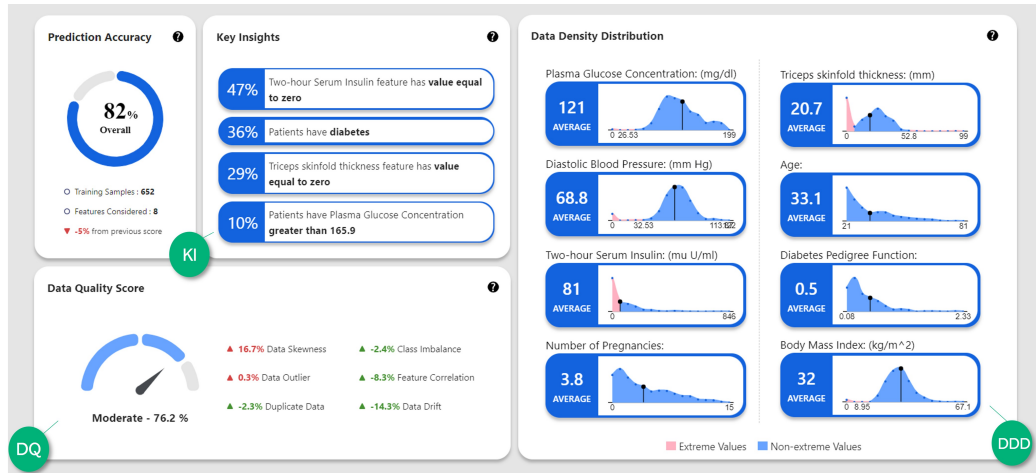 Prediction Accuracy ?
82%
Overall
Training Samples : 652
Features Considered : 8
▼ -5% from previous score
Key Insights ?
47% Two-hour Serum Insulin feature has value equal
to zero
36% Patients have diabetes
29% Triceps skinfold thickness feature has value
equal to zero
10% Patients have Plasma Glucose Concentration
greater than 165.9
KI
Data Quality Score ?
Moderate - 76.2 %
▲ 16.7% Data Skewness
▲ 0.3% Data Outlier
▲ -2.3% Duplicate Data
▲ -2.4% Class Imbalance
▲ -8.3% Feature Correlation
▲ -14.3% Data Drift
DQ
Data Density Distribution ?
Plasma Glucose Concentration: (mg/dl)
121
AVERAGE
0 26.53 199
Diastolic Blood Pressure: (mm Hg)
68.8
AVERAGE
0 32.53
Two-hour Serum Insulin: (mu U/ml)
81
AVERAGE
0 846
Number of Pregnancies:
3.8
AVERAGE
0 15
Triceps skinfold thickness: (mm)
20.7
AVERAGE
0 52.8 99
Age:
33.1
AVERAGE
21 81
Diabetes Pedigree Function:
0.5
AVERAGE
0.08 2.33
Body Mass Index: (kg/m^2)
32
AVERAGE
0 8.95 67.1
Extreme Values Non-extreme Values
DDD